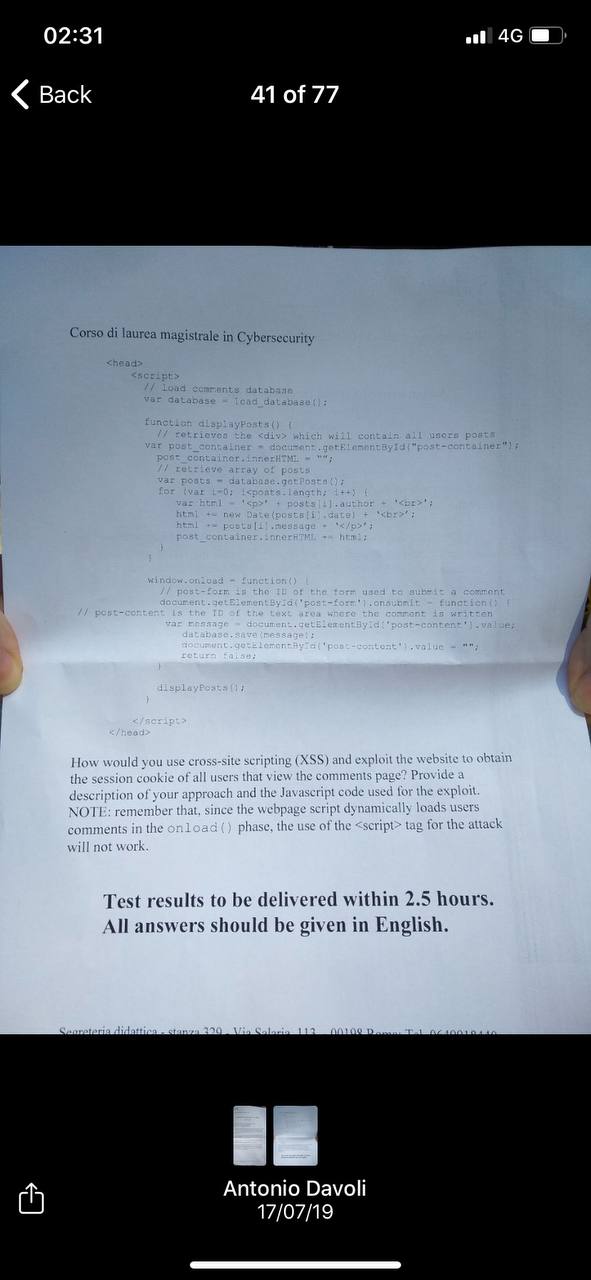 02:31
4G
Back
41 of 77
Corso di laurea magistrale in Cybersecurity
<head>
<script>
// load comments database
var database = load_database();
function displayPosts() {
// retrieves the <div> which will contain all users posts
var post_container = document.getElementById("post-container");
post_container.innerHTML = "";
// retrieve array of posts
var posts = database.getPosts();
for (var i=0; i<posts.length; i++) {
var html = '<p>' + posts[i].author + '<br>';
html += new Date(posts[i].date) + '<br>';
html += posts[i].message + '</p>';
post_container.innerHTML += html;
}
}
window.onload = function() {
// post-form is the ID of the form used to submit a comment
document.getElementById('post-form').onsubmit = function() {
// post-content is the ID of the text area where the comment is written
var message = document.getElementById('post-content').value;
database.save(message);
document.getElementById('post-content').value = "";
return false;
}
displayPosts();
}
</script>
</head>
How would you use cross-site scripting (XSS) and exploit the website to obtain
the session cookie of all users that view the comments page? Provide a
description of your approach and the Javascript code used for the exploit.
NOTE: remember that, since the webpage script dynamically loads users
comments in the onload() phase, the use of the <script> tag for the attack
will not work.
Test results to be delivered within 2.5 hours.
All answers should be given in English.
Segreteria didattica - stanza 329 - Via Salaria 113 00198 Roma; Tel.
Antonio Davoli
17/07/19